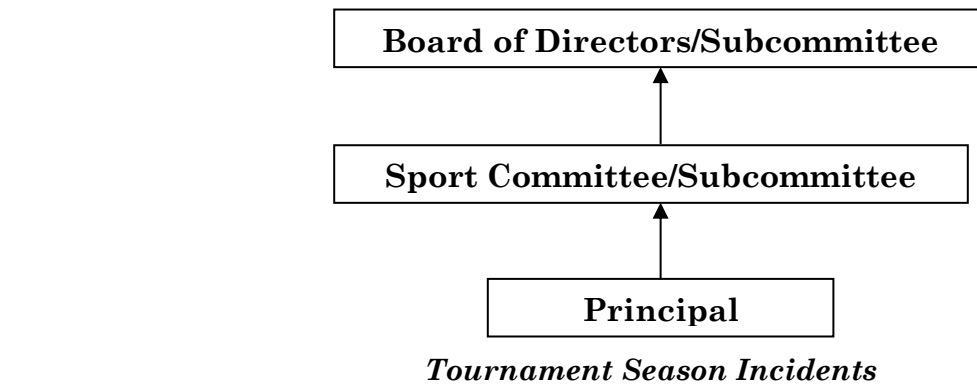 Board of Directors/Subcommittee
Sport Committee/Subcommittee
Principal
Tournament Season Incidents